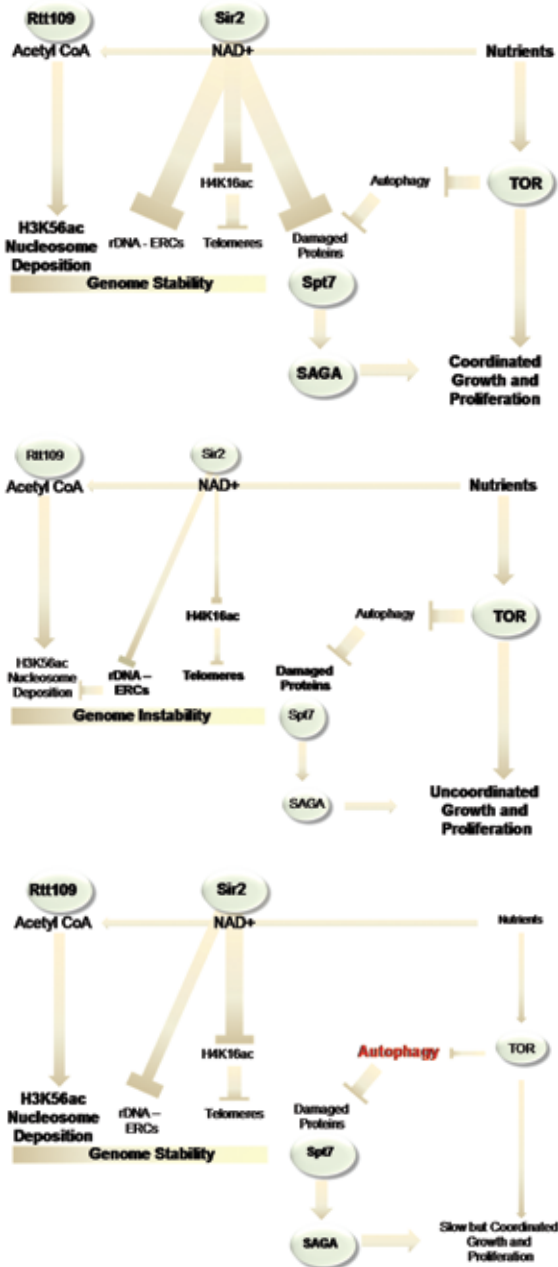 Rtt109 Sir2
Acetyl CoA NAD+ Nutrients
H4K16ac Autophagy TOR
H3K56ac
Nucleosome
Deposition
rDNA - ERCs Telomeres Damaged
Proteins
Genome Stability Spt7
SAGA Coordinated
Growth and
Proliferation
Rtt109 Sir2
Acetyl CoA NAD+ Nutrients
H4K16ac Autophagy TOR
H3K56ac
Nucleosome
Deposition
rDNA –
ERCs
Telomeres Damaged
Proteins
Genome Instability Spt7
SAGA Uncoordinated
Growth and
Proliferation
Rtt109 Sir2
Acetyl CoA NAD+ Nutrients
H4K16ac Autophagy TOR
H3K56ac
Nucleosome
Deposition
rDNA –
ERCs
Telomeres Damaged
Proteins
Genome Stability Spt7
SAGA Slow but Coordinated
Growth and
Proliferation